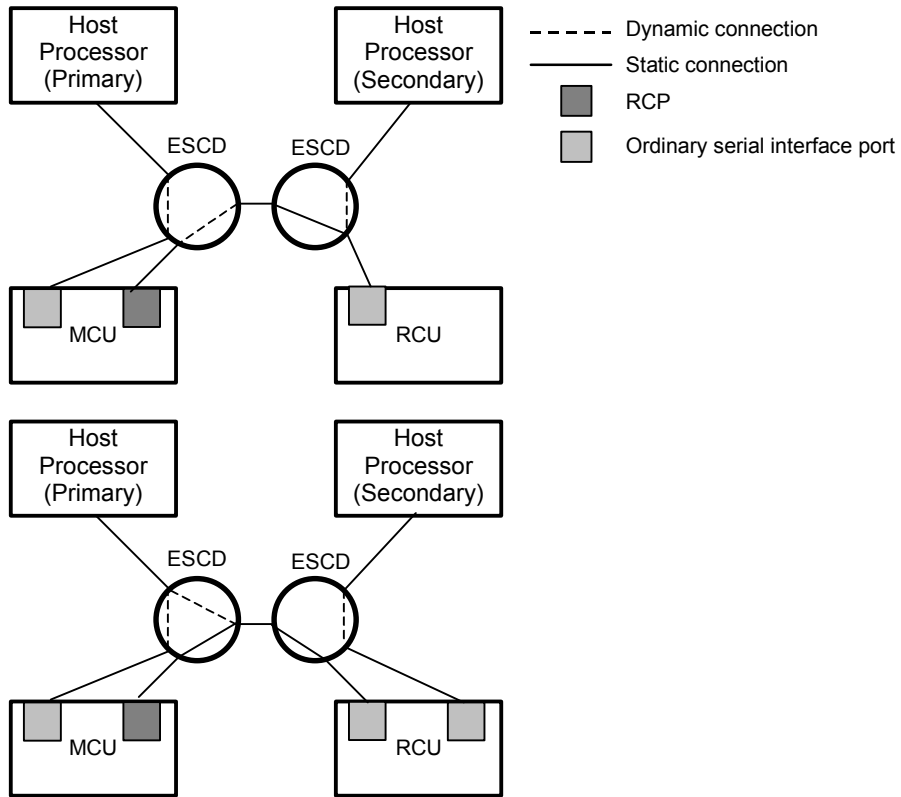 Host
Processor
(Primary)
Host
Processor
(Secondary)
Dynamic connection
Static connection
RCP
Ordinary serial interface port
ESCD
ESCD
MCU
RCU
Host
Processor
(Primary)
Host
Processor
(Secondary)
ESCD
ESCD
MCU
RCU